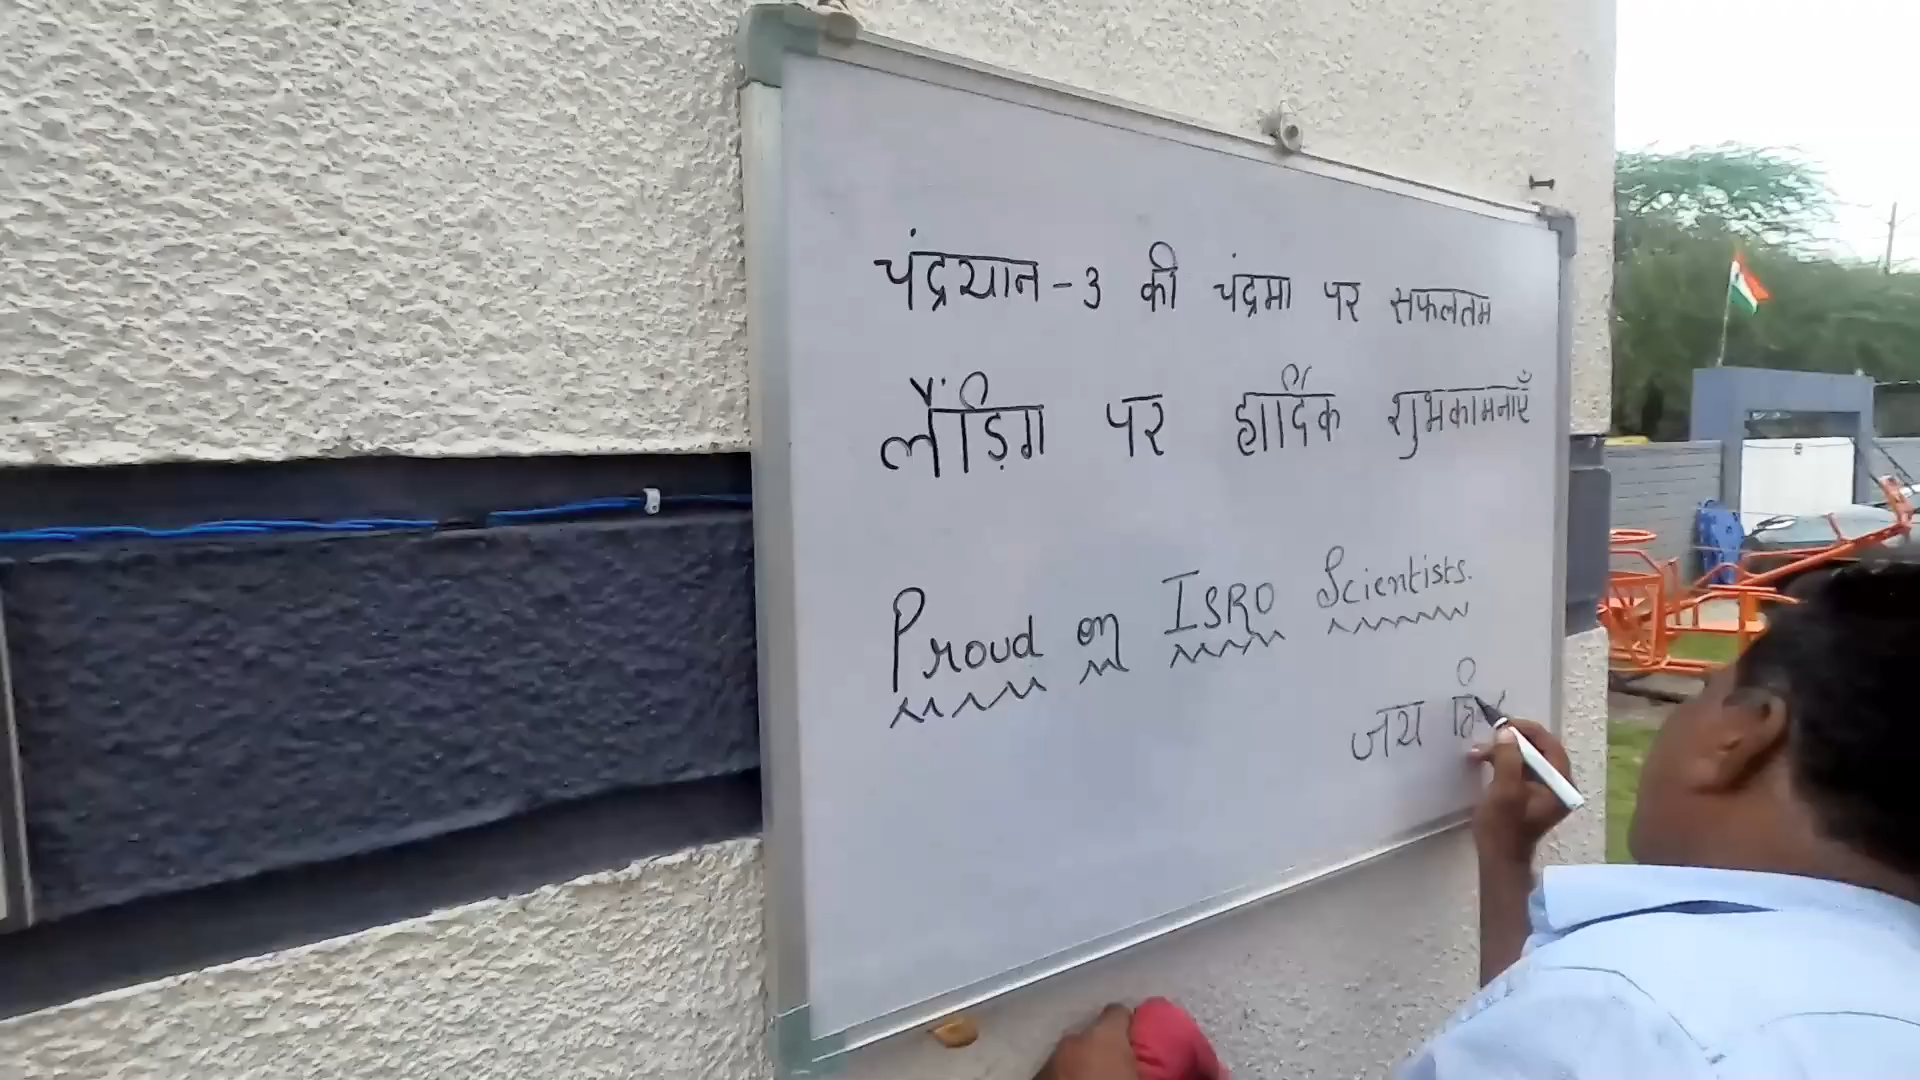 चंद्रयान-3 की चंद्रमा पर सफलतम
लैंडिंग पर हार्दिक शुभकामनाएँ
Proud on ISRO Scientists.
जय